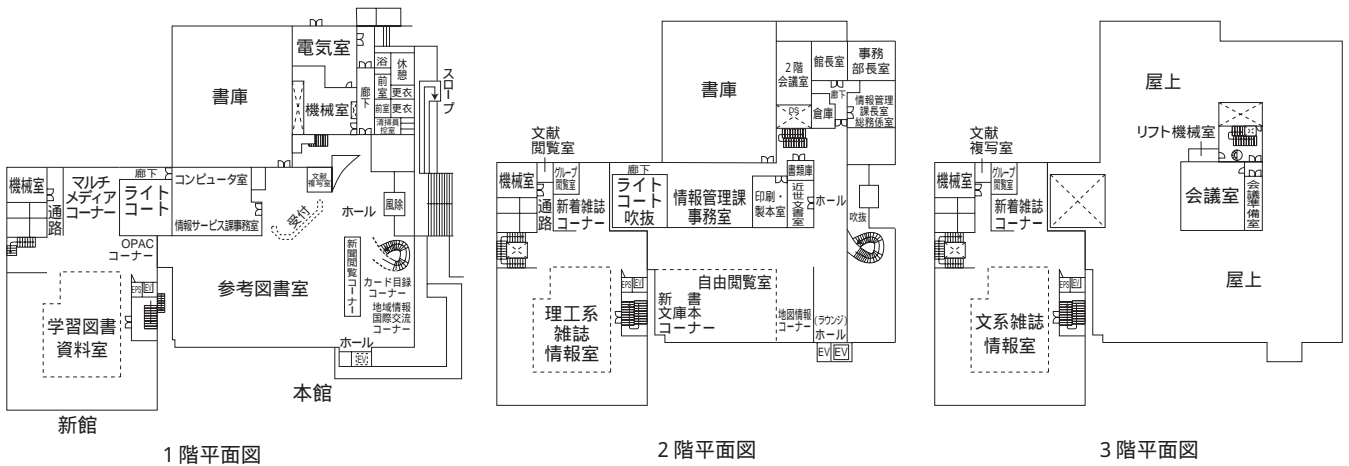 電気室
書庫
機械室
廊下
浴
前室
休憩
更衣
前室
更衣
清掃員
控室
スロープ
機械室
マルチ
メディア
コーナー
通路
廊下
ライト
コート
コンピュータ室
情報サービス課事務室
文献
複写室
受付
ホール
風除
OPAC
コーナー
新聞閲覧コーナー
カード目録
コーナー
地域情報
国際交流
コーナー
参考図書室
EPS
EV
学習図書
資料室
ホール
EV
本館
新館
1階平面図
書庫
2階
会議室
館長室
事務
部長室
廊下
PS
倉庫
情報管理
課長室
総務係室
文献
閲覧室
機械室
グループ
閲覧室
通路
新着雑誌
コーナー
廊下
ライト
コート
吹抜
情報管理課
事務室
書類庫
印刷・
製本室
近世文書室
ホール
吹抜
EPS
EV
理工系
雑誌
情報室
自由閲覧室
新書
文庫本
コーナー
地図情報
コーナー
(ラウンジ)
ホール
EV
EV
2階平面図
屋上
リフト機械室
文献
複写室
機械室
グループ
閲覧室
通路
新着雑誌
コーナー
会議室
会議準備室
屋上
EPS
EV
文系雑誌
情報室
3階平面図